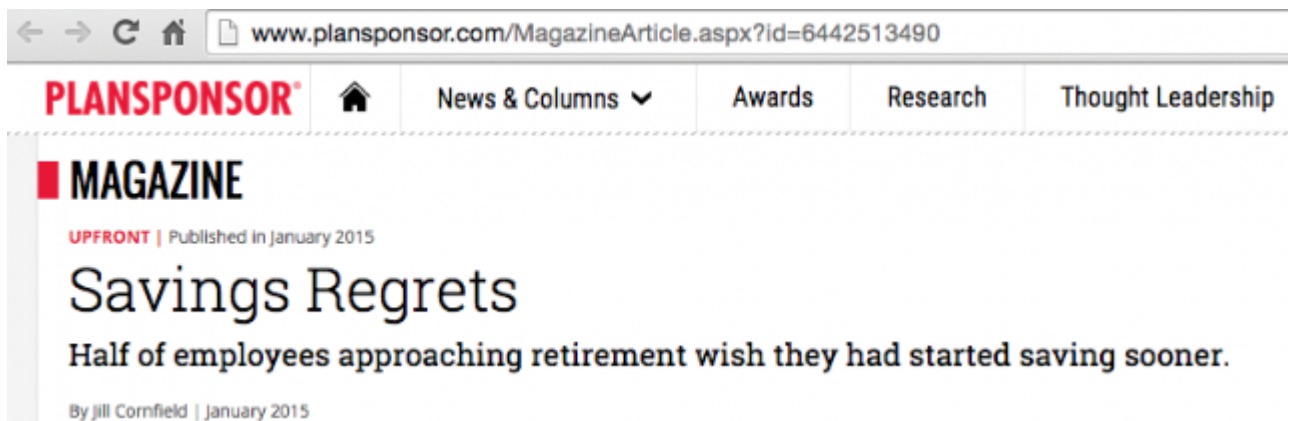 www.plansponsor.com/MagazineArticle.aspx?id=6442513490
PLANSPONSOR® News & Columns Awards Research Thought Leadership
MAGAZINE
UPFRONT | Published in January 2015
Savings Regrets
Half of employees approaching retirement wish they had started saving sooner.
By Jill Cornfield | January 2015